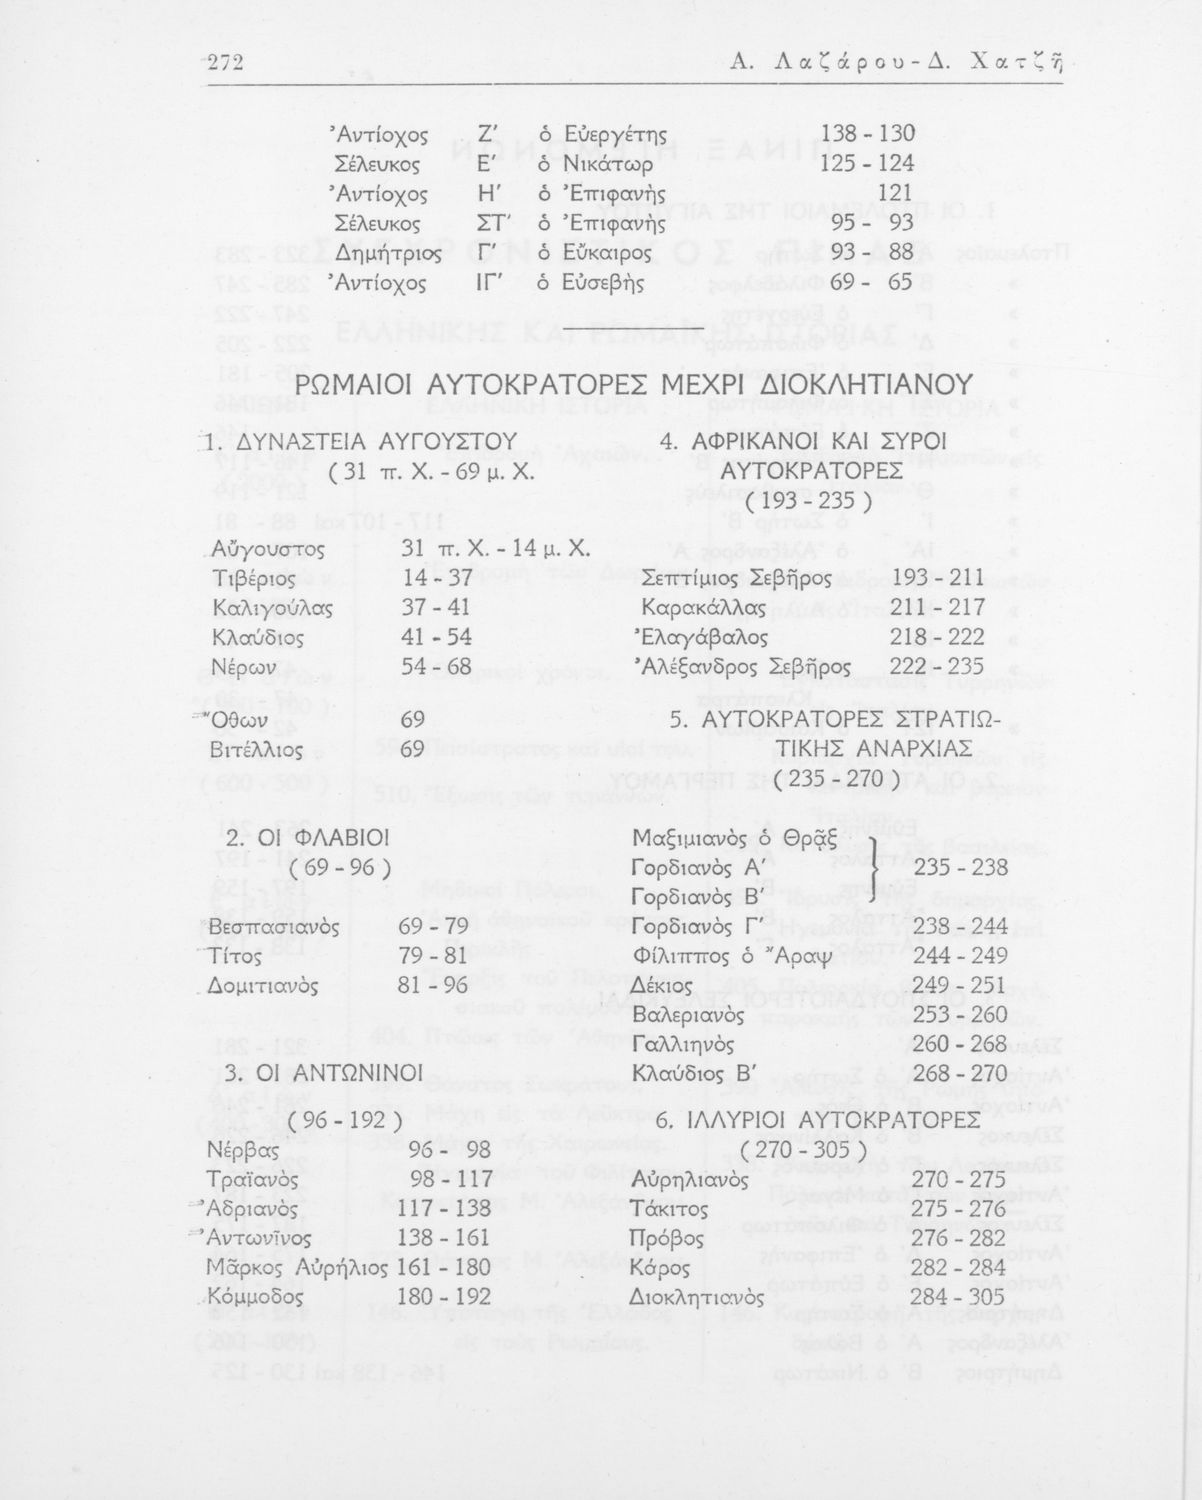 272
Α. Λαζάρου - Δ. Χατζῆ
Ἀντίοχος Ζ΄ ὁ Εὐεργέτης 138 - 130
Σέλευκος Ε΄ ὁ Νικάτωρ 125 - 124
Ἀντίοχος Η΄ ὁ Ἐπιφανὴς 121
Σέλευκος ΣΤ΄ ὁ Ἐπιφανὴς 95 - 93
Δημήτριος Γ΄ ὁ Εὔκαιρος 93 - 88
Ἀντίοχος ΙΓ΄ ὁ Εὐσεβὴς 69 - 65
ΡΩΜΑΙΟΙ ΑΥΤΟΚΡΑΤΟΡΕΣ ΜΕΧΡΙ ΔΙΟΚΛΗΤΙΑΝΟΥ
1. ΔΥΝΑΣΤΕΙΑ ΑΥΓΟΥΣΤΟΥ
( 31 π. Χ. - 69 μ. Χ.
Αὔγουστος 31 π. Χ. - 14 μ. Χ.
Τιβέριος 14 - 37
Καλιγούλας 37 - 41
Κλαύδιος 41 - 54
Νέρων 54 - 68
Ὄθων 69
Βιτέλλιος 69
2. ΟΙ ΦΛΑΒΙΟΙ
( 69 - 96 )
Βεσπασιανὸς 69 - 79
Τίτος 79 - 81
Δομιτιανὸς 81 - 96
3. ΟΙ ΑΝΤΩΝΙΝΟΙ
( 96 - 192 )
Νέρβας 96 - 98
Τραϊανὸς 98 - 117
Ἀδριανὸς 117 - 138
Ἀντωνῖνος 138 - 161
Μᾶρκος Αὐρήλιος 161 - 180
Κόμμοδος 180 - 192
4. ΑΦΡΙΚΑΝΟΙ ΚΑΙ ΣΥΡΟΙ
ΑΥΤΟΚΡΑΤΟΡΕΣ
( 193 - 235 )
Σεπτίμιος Σεβῆρος 193 - 211
Καρακάλλας 211 - 217
Ἐλαγάβαλος 218 - 222
Ἀλέξανδρος Σεβῆρος 222 - 235
5. ΑΥΤΟΚΡΑΤΟΡΕΣ ΣΤΡΑΤΙΩ-
ΤΙΚΗΣ ΑΝΑΡΧΙΑΣ
( 235 - 270 )
Μαξιμιανὸς ὁ Θρᾷξ
Γορδιανὸς Α΄ } 235 - 238
Γορδιανὸς Β΄
Γορδιανὸς Γ΄ 238 - 244
Φίλιππος ὁ Ἄραψ 244 - 249
Δέκιος 249 - 251
Βαλεριανὸς 253 - 260
Γαλλιηνὸς 260 - 268
Κλαύδιος Β΄ 268 - 270
6. ΙΛΛΥΡΙΟΙ ΑΥΤΟΚΡΑΤΟΡΕΣ
( 270 - 305 )
Αὐρηλιανὸς 270 - 275
Τάκιτος 275 - 276
Πρόβος 276 - 282
Κάρος 282 - 284
Διοκλητιανὸς 284 - 305